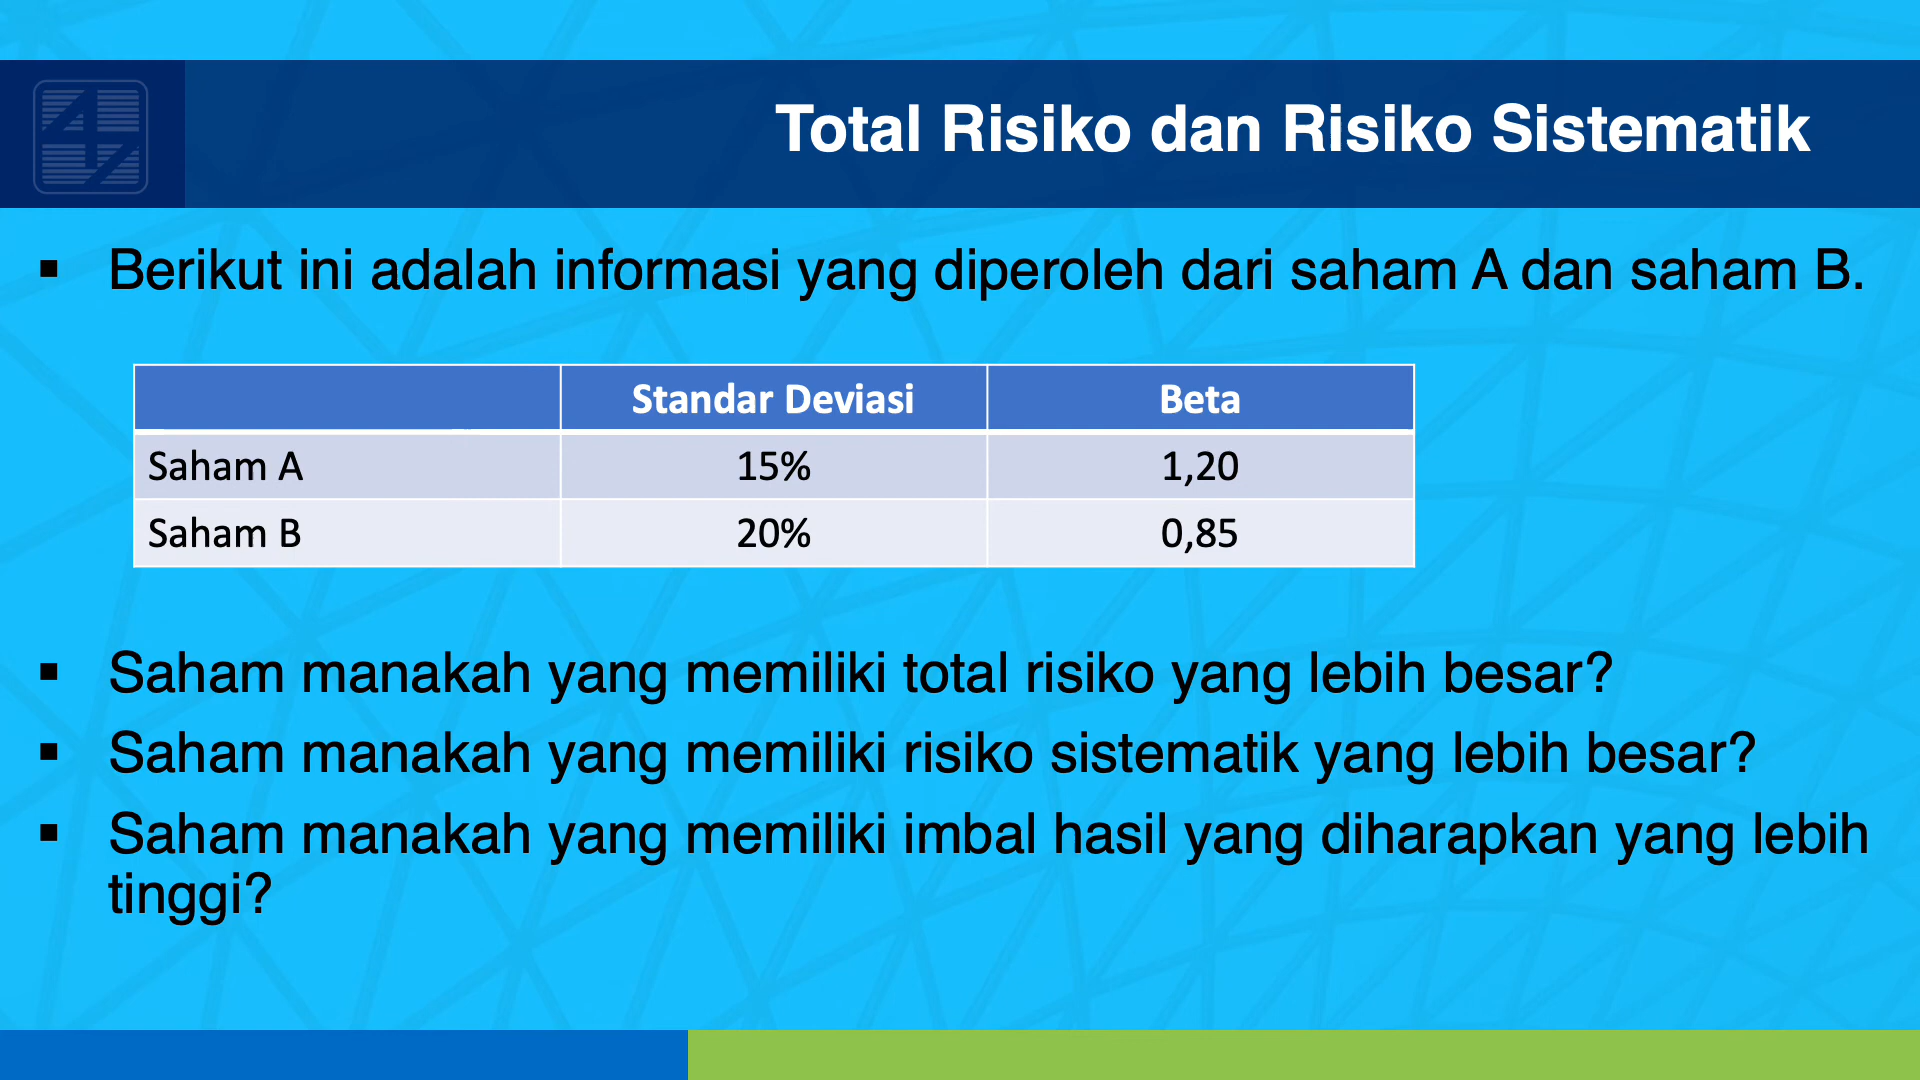 Total Risiko dan Risiko Sistematik
▪ Berikut ini adalah informasi yang diperoleh dari saham A dan saham B.
Standar Deviasi Beta
Saham A 15% 1,20
Saham B 20% 0,85
▪ Saham manakah yang memiliki total risiko yang lebih besar?
▪ Saham manakah yang memiliki risiko sistematik yang lebih besar?
▪ Saham manakah yang memiliki imbal hasil yang diharapkan yang lebih
tinggi?